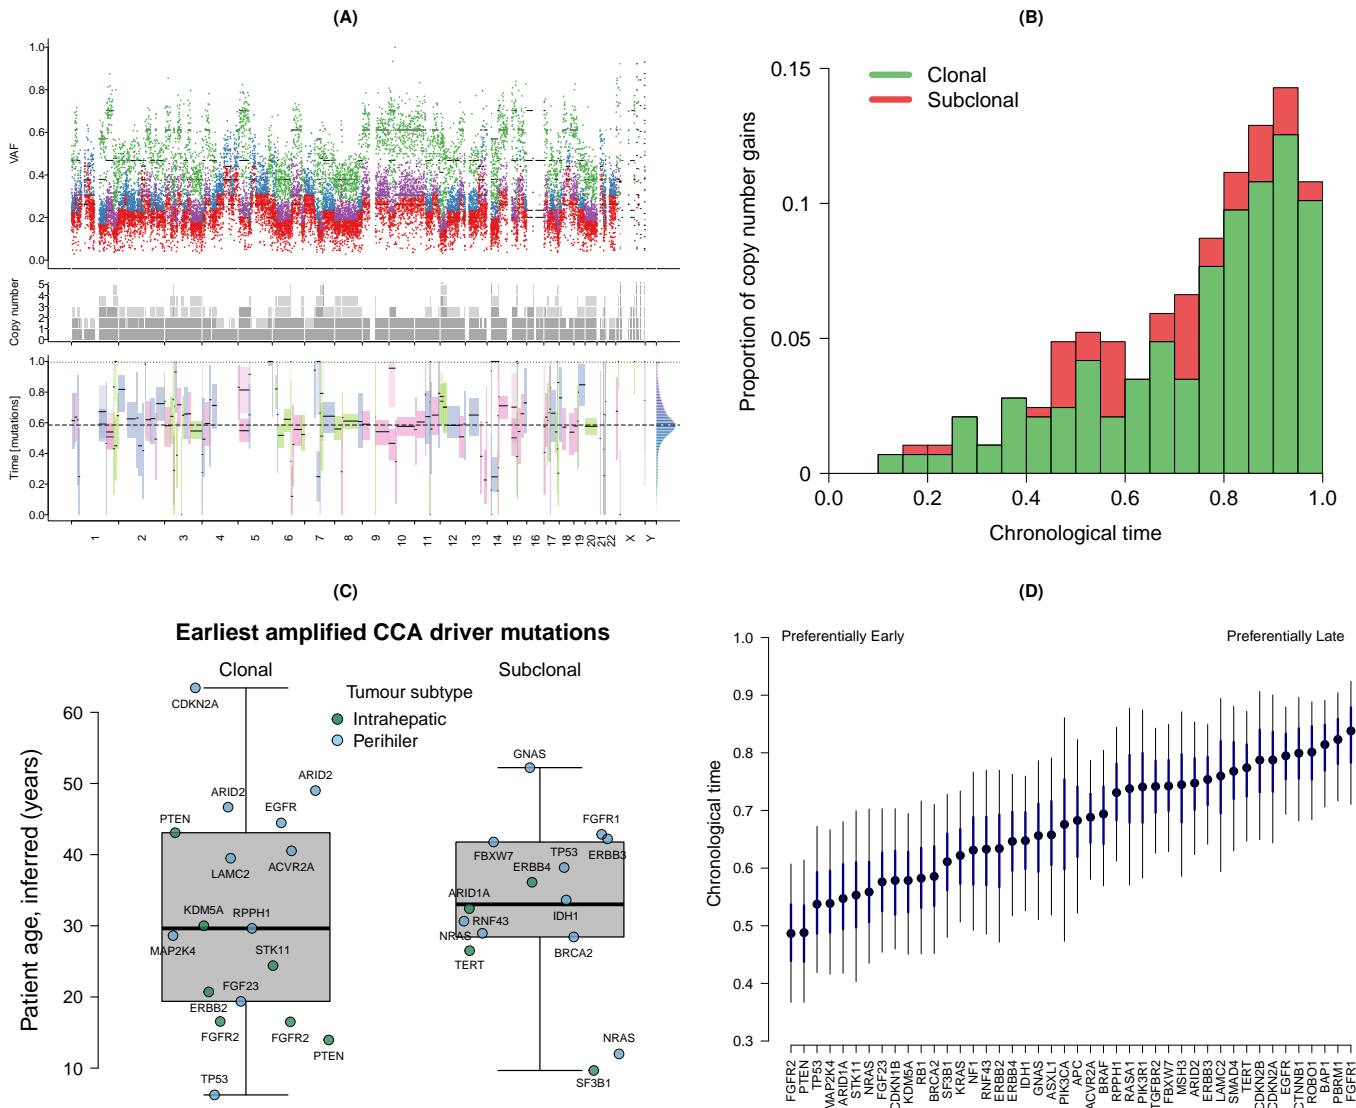 (A)
VAF
1.0
0.8
0.6
0.4
0.2
0.0
Copy number
5
4
3
2
1
0
Time [mutations]
1.0
0.8
0.6
0.4
0.2
0.0
1 2 3 4 5 6 7 8 9 10 11 12 13 14 15 16 17 18 19 20 21 22 X Y
(B)
Clonal
Subclonal
Proportion of copy number gains
0.15
0.1
0.05
0
0.0 0.2 0.4 0.6 0.8 1.0
Chronological time
(C)
Earliest amplified CCA driver mutations
Clonal
Subclonal
Tumour subtype
Intrahepatic
Perihiler
Patient age, inferred (years)
60
50
40
30
20
10
CDKN2A
ARID2
ARID2
EGFR
PTEN
LAMC2
ACVR2A
KDM5A
RPPH1
MAP2K4
STK11
FGF23
ERBB2
FGFR2
FGFR2
PTEN
TP53
GNAS
FGFR1
FBXW7
TP53
ERBB3
ERBB4
ARID1A
IDH1
RNF43
NRAS
BRCA2
TERT
NRAS
SF3B1
(D)
Preferentially Early
Preferentially Late
Chronological time
1.0
0.9
0.8
0.7
0.6
0.5
0.4
0.3
FGFR2
PTEN
TP53
MAP2K4
ARID1A
STK11
NRAS
FGF23
CDKN1B
KDM5A
RB1
BRCA2
SF3B1
KRAS
NF1
RNF43
ERBB2
ERBB4
IDH1
GNAS
ASXL1
PIK3CA
APC
ACVR2A
BRAF
RPPH1
RASA1
PIK3R1
TGFBR2
FBXW7
MSH3
ARID2
ERBB3
LAMC2
SMAD4
TERT
CDKN2B
CDKN2A
EGFR
CTNNB1
ROBO1
BAP1
PBRM1
FGFR1